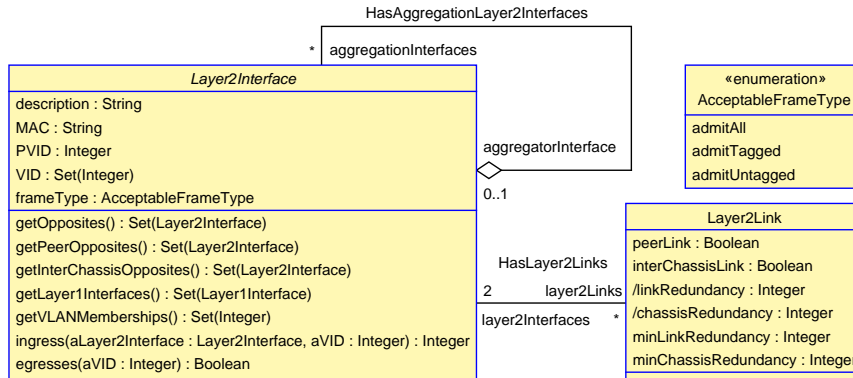 HasAggregationLayer2Interfaces
* aggregationInterfaces
Layer2Interface
description : String
MAC : String
PVID : Integer
VID : Set(Integer)
frameType : AcceptableFrameType
getOpposites() : Set(Layer2Interface)
getPeerOpposites() : Set(Layer2Interface)
getInterChassisOpposites() : Set(Layer2Interface)
getLayer1Interfaces() : Set(Layer1Interface)
getVLANMemberships() : Set(Integer)
ingress(aLayer2Interface : Layer2Interface, aVID : Integer) : Integer
egresses(aVID : Integer) : Boolean
aggregatorInterface
0..1
HasLayer2Links
2 layer2Links
layer2Interfaces *
«enumeration»
AcceptableFrameType
admitAll
admitTagged
admitUntagged
Layer2Link
peerLink : Boolean
interChassisLink : Boolean
/linkRedundancy : Integer
/chassisRedundancy : Integer
minLinkRedundancy : Integer
minChassisRedundancy : Integer